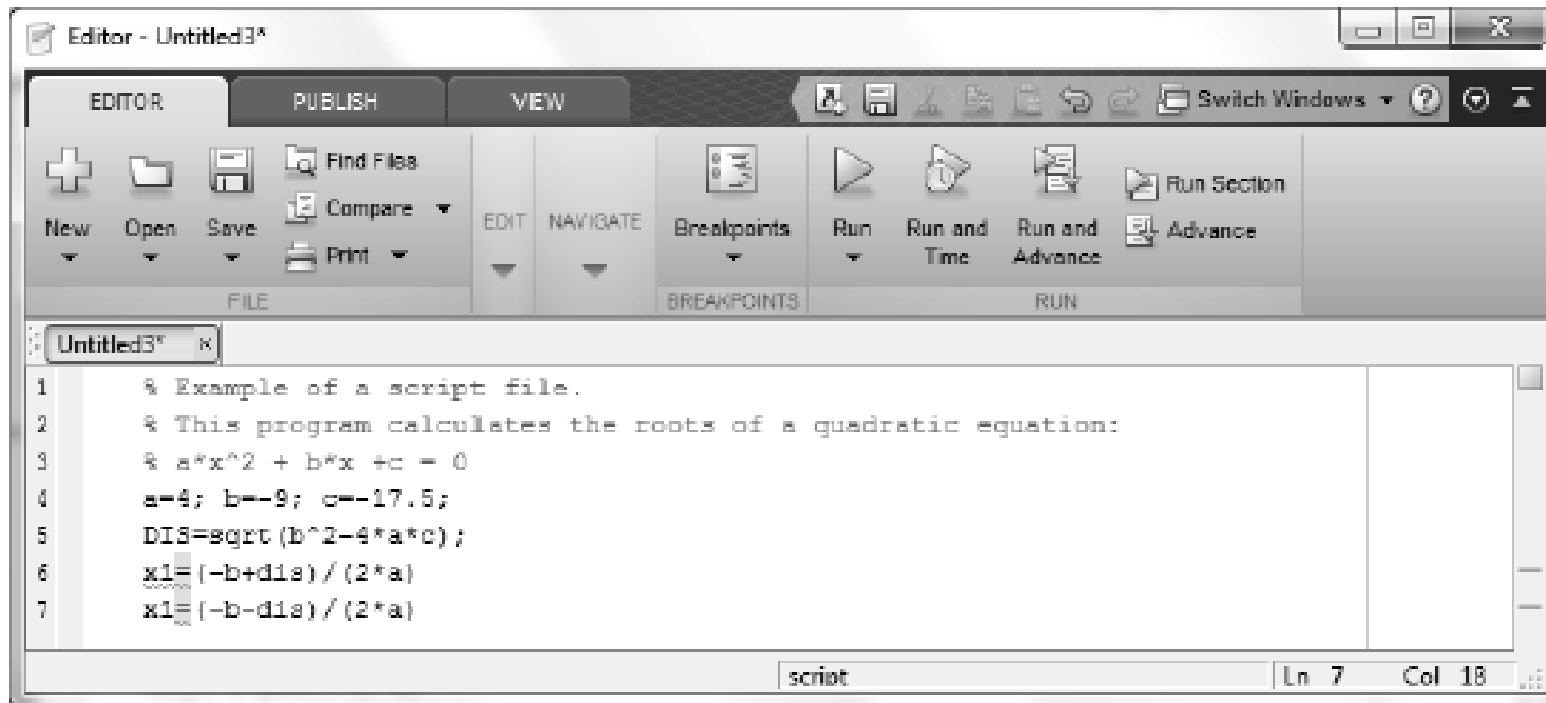 Editor - Untitled3*
EDITOR PUBLISH VIEW Switch Windows ?
New Open Save Find Files
Compare
Print
EDIT NAVIGATE Breakpoints Run Run and Time Run and Advance Run Section
Advance
FILE BREAKPOINTS RUN
Untitled3* x
1 % Example of a script file.
2 % This program calculates the roots of a quadratic equation:
3 % a*x^2 + b*x +c = 0
4 a=4; b=-9; c=-17.5;
5 DIS=sqrt(b^2-4*a*c);
6 x1=(-b+dis)/(2*a)
7 x1=(-b-dis)/(2*a)
script Ln 7 Col 18